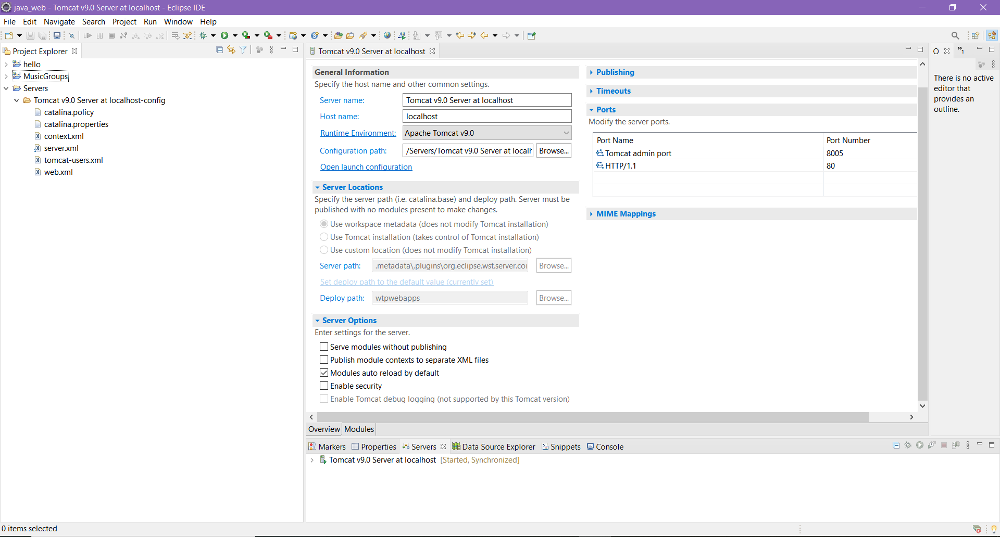 java_web - Tomcat v9.0 Server at localhost - Eclipse IDE
File Edit Navigate Search Project Run Window Help
Project Explorer
hello
MusicGroups
Servers
Tomcat v9.0 Server at localhost-config
catalina.policy
catalina.properties
context.xml
server.xml
tomcat-users.xml
web.xml
Tomcat v9.0 Server at localhost
General Information
Specify the host name and other common settings.
Server name: Tomcat v9.0 Server at localhost
Host name: localhost
Runtime Environment: Apache Tomcat v9.0
Configuration path: /Servers/Tomcat v9.0 Server at localh Browse...
Open launch configuration
Server Locations
Specify the server path (i.e. catalina.base) and deploy path. Server must be
published with no modules present to make changes.
Use workspace metadata (does not modify Tomcat installation)
Use Tomcat installation (takes control of Tomcat installation)
Use custom location (does not modify Tomcat installation)
Server path: .metadata\.plugins\org.eclipse.wst.server.cor Browse...
Set deploy path to the default value (currently set)
Deploy path: wtpwebapps Browse...
Server Options
Enter settings for the server.
Serve modules without publishing
Publish module contexts to separate XML files
Modules auto reload by default
Enable security
Enable Tomcat debug logging (not supported by this Tomcat version)
Publishing
Timeouts
Ports
Modify the server ports.
Port Name Port Number
Tomcat admin port 8005
HTTP/1.1 80
MIME Mappings
Overview Modules
O »1
There is no active
editor that
provides an
outline.
Markers Properties Servers Data Source Explorer Snippets Console
Tomcat v9.0 Server at localhost [Started, Synchronized]
0 items selected